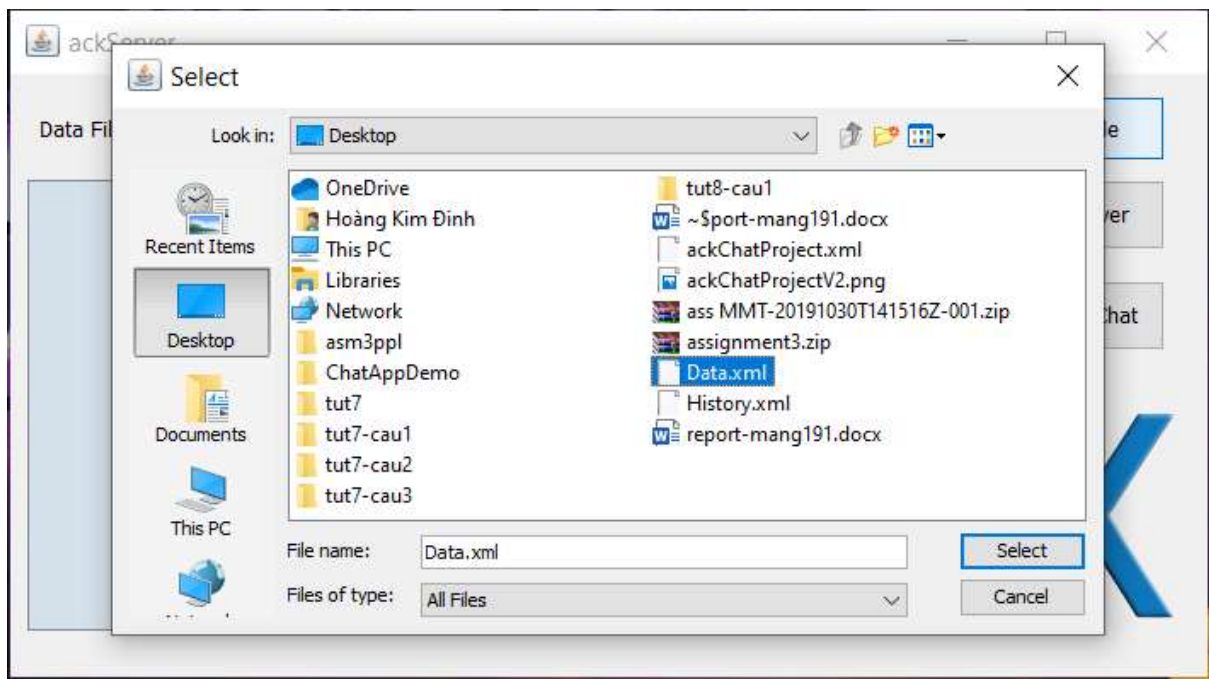 ackServer
Select
Data Fil
Look in:
Desktop
le
Recent Items
Desktop
Documents
This PC
OneDrive
Hoàng Kim Đinh
This PC
Libraries
Network
asm3ppl
ChatAppDemo
tut7
tut7-cau1
tut7-cau2
tut7-cau3
tut8-cau1
~$port-mang191.docx
ackChatProject.xml
ackChatProjectV2.png
ass MMT-20191030T141516Z-001.zip
assignment3.zip
Data.xml
History.xml
report-mang191.docx
ver
Chat
File name:
Data.xml
Select
Files of type:
All Files
Cancel